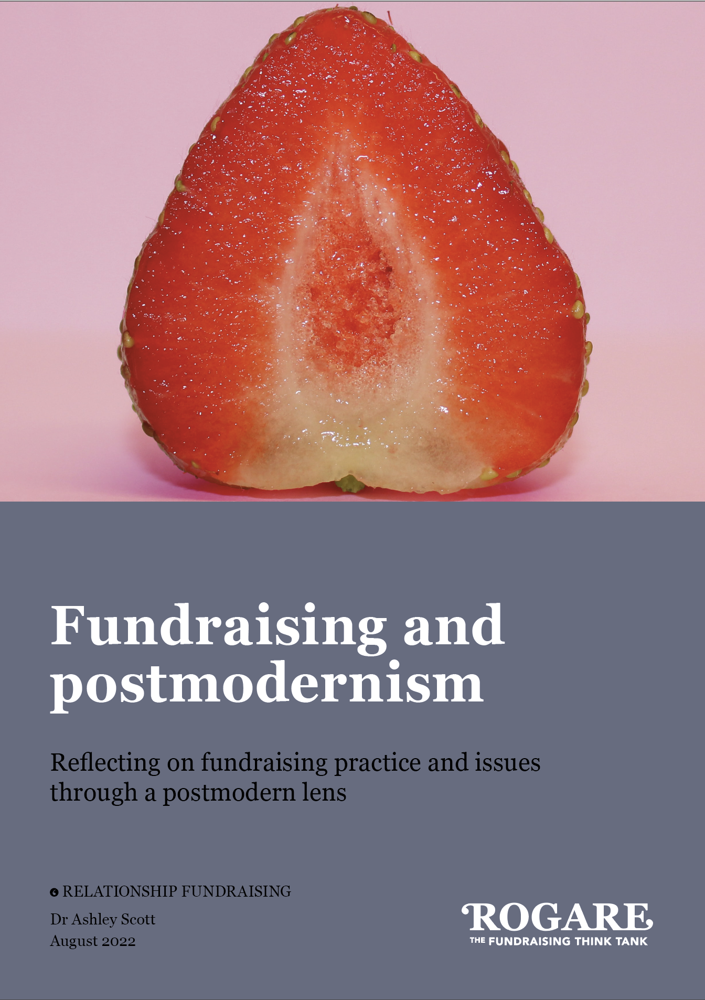 Fundraising and
postmodernism
Reflecting on fundraising practice and issues
through a postmodern lens
6 RELATIONSHIP FUNDRAISING
Dr Ashley Scott
August 2022
ROGARE
THE FUNDRAISING THINK TANK